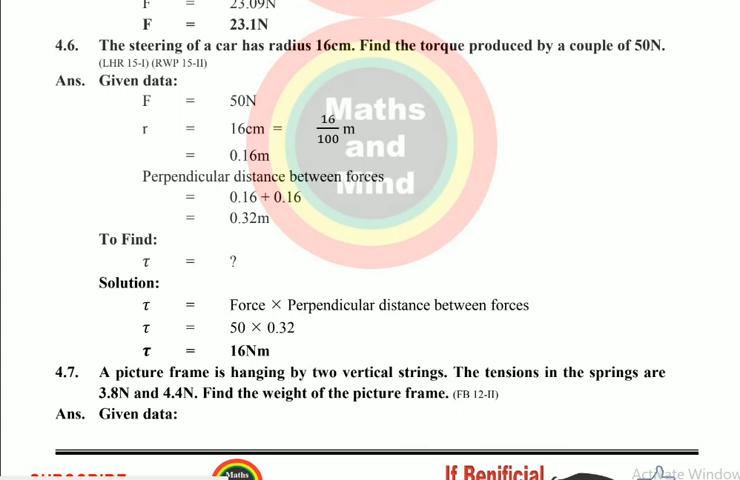 F = 23.09N
F = 23.1N
4.6. The steering of a car has radius 16cm. Find the torque produced by a couple of 50N.
(LHR 15-I) (RWP 15-II)
Ans. Given data:
F = 50N
r = 16cm = 16/100 m
= 0.16m
Perpendicular distance between forces
= 0.16 + 0.16
= 0.32m
To Find:
τ = ?
Solution:
τ = Force × Perpendicular distance between forces
τ = 50 × 0.32
τ = 16Nm
4.7. A picture frame is hanging by two vertical strings. The tensions in the springs are
3.8N and 4.4N. Find the weight of the picture frame. (FB 12-II)
Ans. Given data:
Maths
and
Mind
SUBSCRIBE
Maths
If Benificial
Activate Window